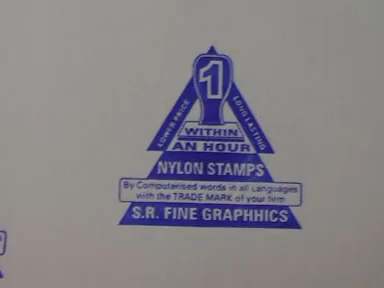 1
LOWER PRICE
LONG LASTING
WITHIN
AN HOUR
NYLON STAMPS
By Computerised words in all Languages
with the TRADE MARK of your firm
S.R. FINE GRAPHHICS